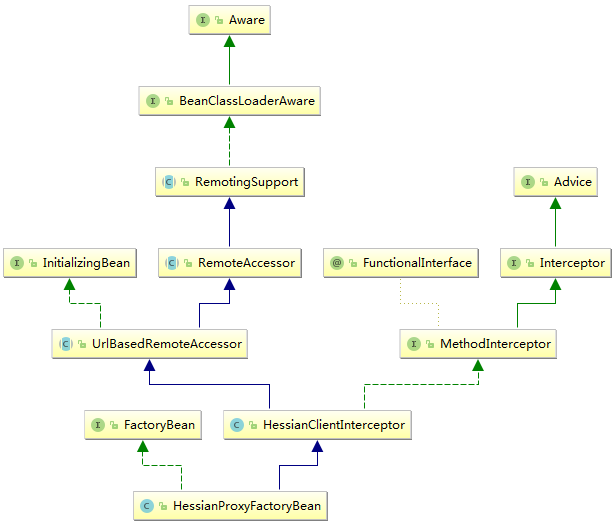 I Aware
I BeanClassLoaderAware
C RemotingSupport
I Advice
I InitializingBean
C RemoteAccessor
@ FunctionalInterface
I Interceptor
C UrlBasedRemoteAccessor
I MethodInterceptor
I FactoryBean
C HessianClientInterceptor
C HessianProxyFactoryBean